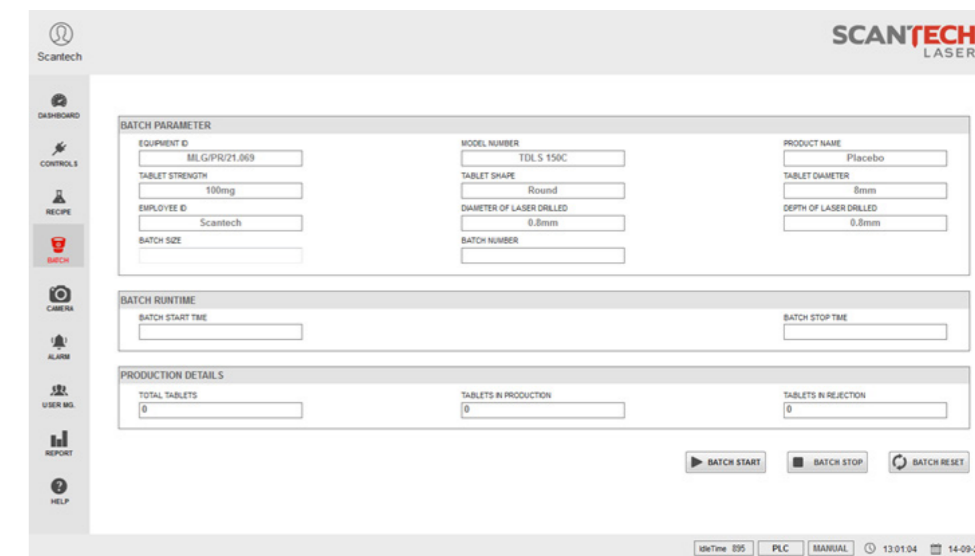 Scantech
SCANTECH
LASER
DASHBOARD
CONTROLS
RECIPE
BATCH
CAMERA
ALARM
USER MG.
REPORT
HELP
BATCH PARAMETER
EQUIPMENT ID MODEL NUMBER PRODUCT NAME
MLG/PR/21.069 TDLS 150C Placebo
TABLET STRENGTH TABLET SHAPE TABLET DIAMETER
100mg Round 8mm
EMPLOYEE ID DIAMETER OF LASER DRILLED DEPTH OF LASER DRILLED
Scantech 0.8mm 0.8mm
BATCH SIZE BATCH NUMBER
BATCH RUNTIME
BATCH START TIME BATCH STOP TIME
PRODUCTION DETAILS
TOTAL TABLETS TABLETS IN PRODUCTION TABLETS IN REJECTION
0 0 0
BATCH START BATCH STOP BATCH RESET
IdleTime 895 PLC MANUAL 13:01:04 14-09-